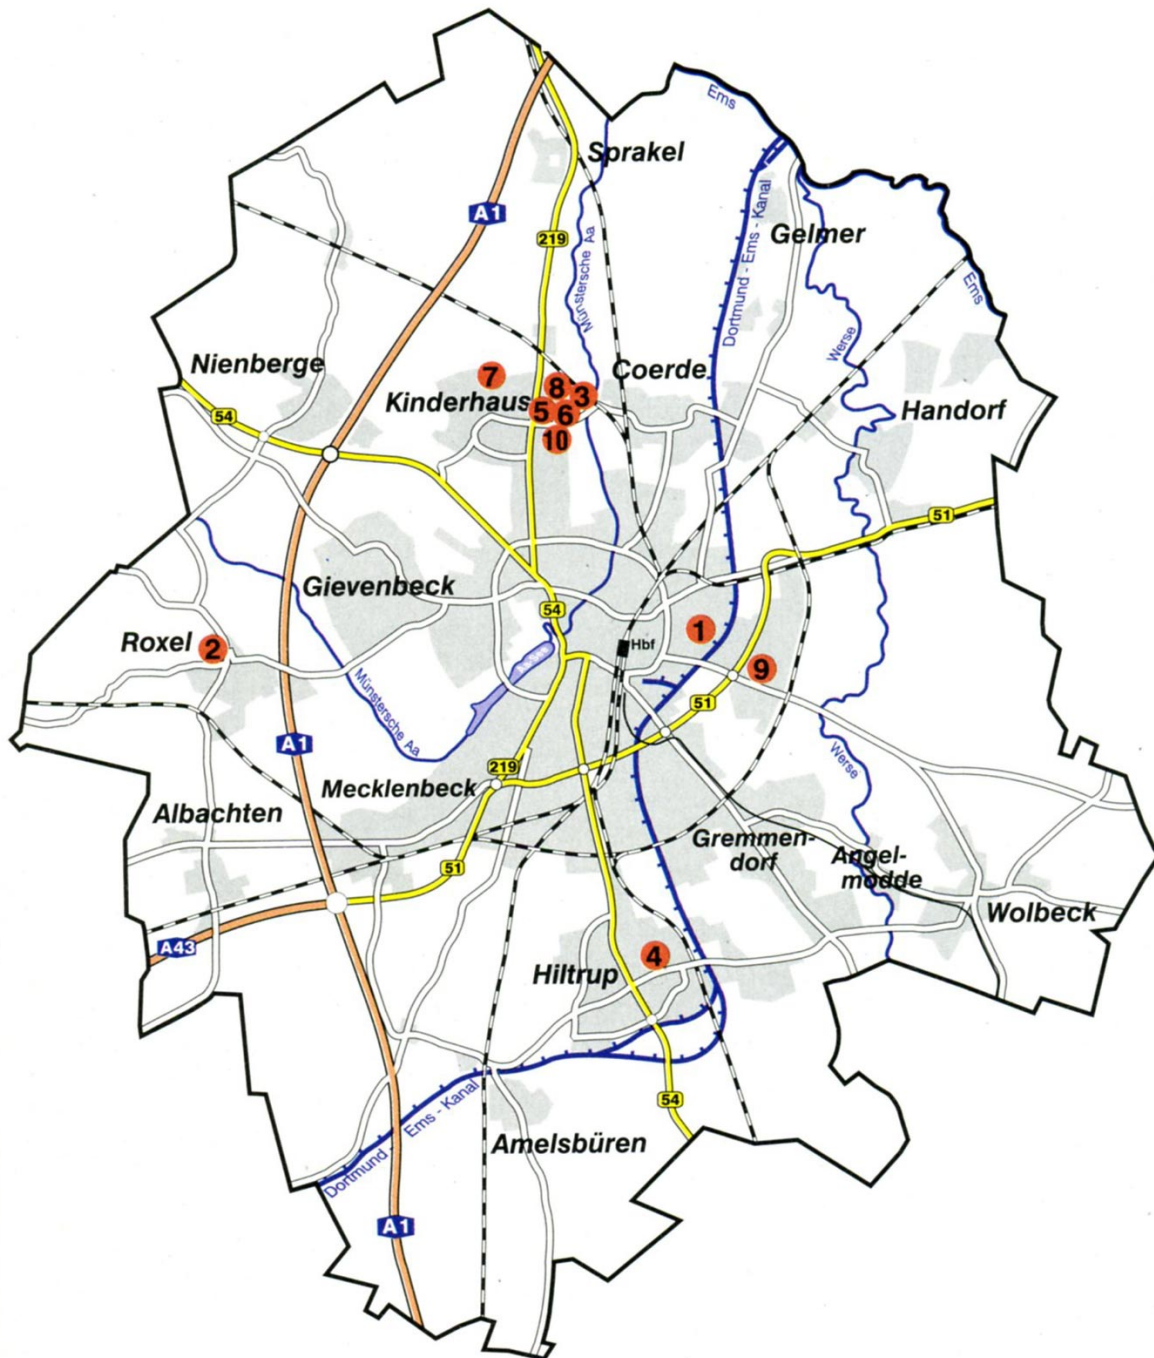 Ems
Sprakel
A1
219
Münstersche Aa
Dortmund - Ems - Kanal
Gelmer
Ems
Werse
Nienberge
7
8
3
Coerde
Kinderhaus
5
6
10
Handorf
54
51
Gievenbeck
54
Roxel
2
1
Hbf
9
Münstersche Aa
51
A1
219
Werse
Mecklenbeck
Albachten
Gremmen-
dorf
Angel-
modde
51
Wolbeck
A43
4
Hiltrup
54
Dortmund - Ems - Kanal
Amelsbüren
A1